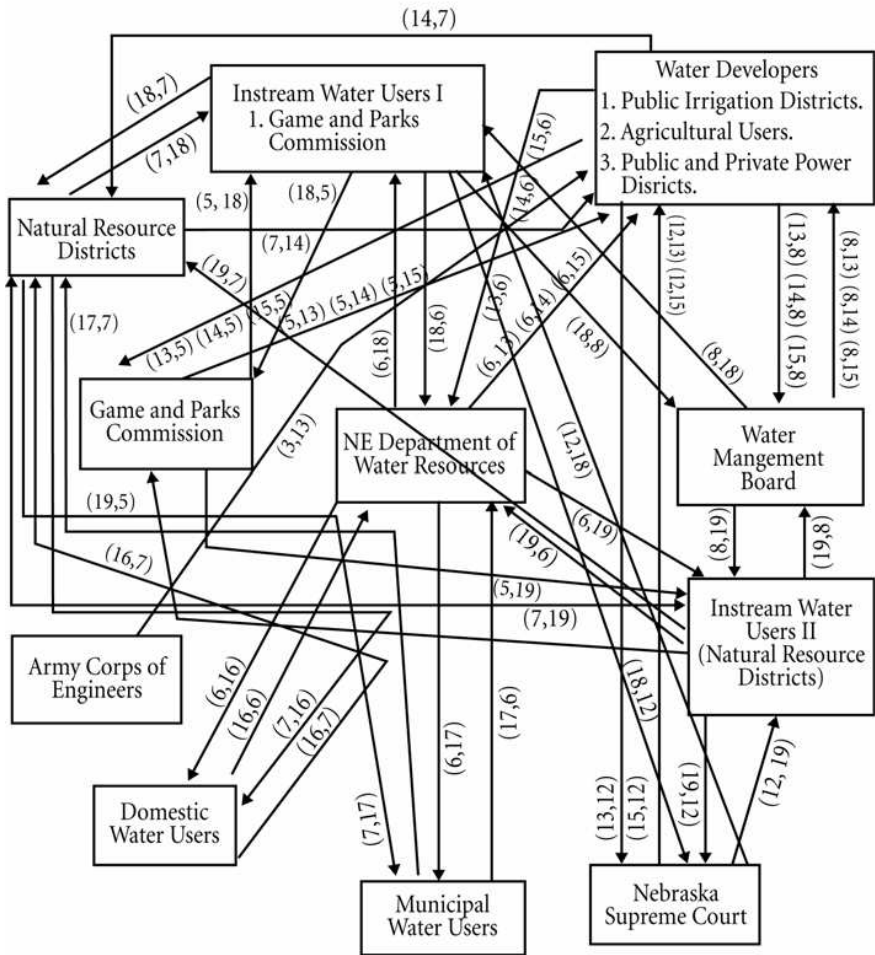 (14,7)
Water Developers
1. Public Irrigation Districts.
2. Agricultural Users.
3. Public and Private Power
Districts.
Instream Water Users I
1. Game and Parks
Commission
(18,7)
(7,18)
(15,6)
(14,6)
(5, 18)
(18,5)
Natural Resource
Districts
(7,14)
(19,7)
(13,6)
(12,13) (12,15)
(13,8) (14,8) (15,8)
(8,13) (8,14) (8,15)
(17,7)
(13,5) (14,5) (15,5)
(5,13) (5,14) (5,15)
(6,18)
(18,6)
(6, 13) (6,14) (6,15)
(18,8)
(8,18)
Game and Parks
Commission
(3,13)
NE Department of
Water Resources
(12,18)
Water
Mangement
Board
(19,5)
(16,7)
(19,6)
(6,19)
(8,19)
(19,8)
(5,19)
(7,19)
Instream Water
Users II
(Natural Resource
Districts)
Army Corps of
Engineers
(6,16)
(16,6)
(7,16)
(16,7)
(6,17)
(17,6)
(18,12)
(19,12)
(12, 19)
Domestic
Water Users
(7,17)
(13,12)
(15,12)
Municipal
Water Users
Nebraska
Supreme Court